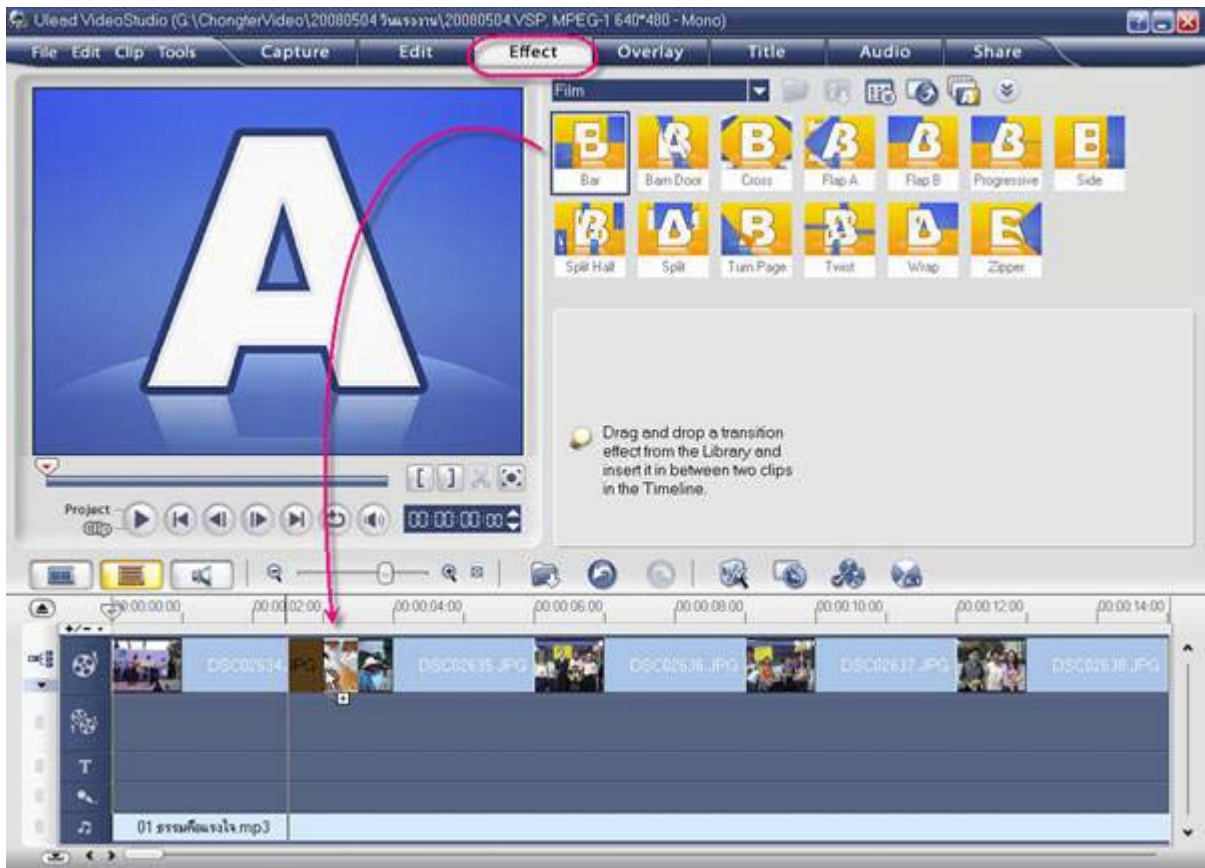 Ulead VideoStudio (G:\ChongterVideo\20080504 วันแรงงาน\20080504.VSP, MPEG-1 640*480 - Mono)
File Edit Clip Tools Capture Edit Effect Overlay Title Audio Share
Film
A
B B B B B B B
Bar Barn Door Cross Flap A Flap B Progressive Side
Split Half Split Turn Page Twist Wrap Zipper
Drag and drop a transition
effect from the Library and
insert it in between two clips
in the Timeline.
Project
00:00:00:00
00:00:00:00 00:00:02:00 00:00:04:00 00:00:06:00 00:00:08:00 00:00:10:00 00:00:12:00 00:00:14:00
DSC02634.JPG DSC02635.JPG DSC02636.JPG DSC02637.JPG DSC02638.JPG
T
01 ธรรมคือแรงใจ.mp3